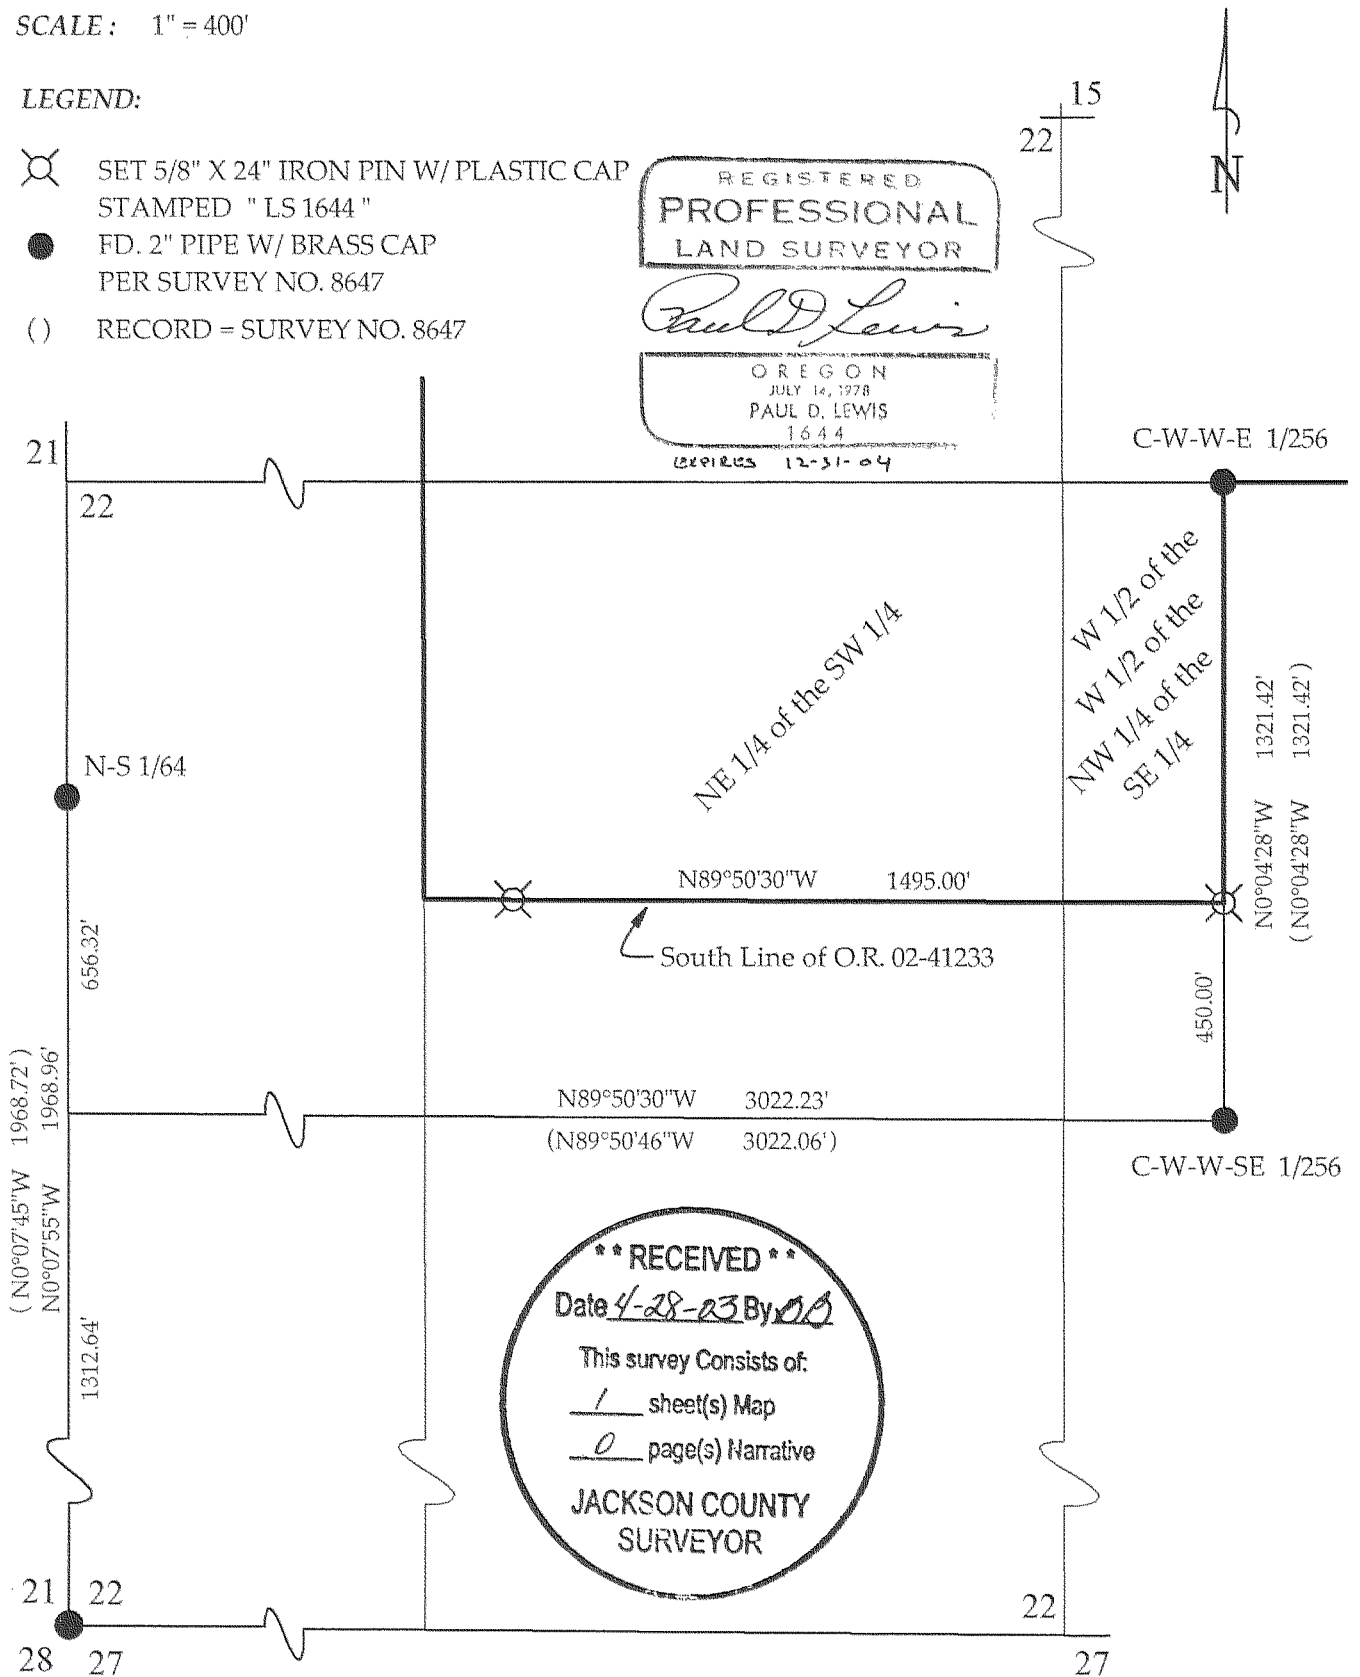 SCALE: 1" = 400'
LEGEND:
SET 5/8" X 24" IRON PIN W/ PLASTIC CAP
STAMPED " LS 1644 "
FD. 2" PIPE W/ BRASS CAP
PER SURVEY NO. 8647
() RECORD = SURVEY NO. 8647
REGISTERED
PROFESSIONAL
LAND SURVEYOR
Paul D Lewis
OREGON
JULY 14, 1978
PAUL D. LEWIS
1644
EXPIRES 12-31-04
15
22
N
21
22
C-W-W-E 1/256
NE 1/4 of the SW 1/4
W 1/2 of the
W 1/2 of the
NW 1/4 of the
SE 1/4
N0°04'28"W 1321.42'
(N0°04'28"W 1321.42')
N-S 1/64
N89°50'30"W 1495.00'
South Line of O.R. 02-41233
656.32'
450.00'
(N0°07'45"W 1968.72')
N0°07'55"W 1968.96'
N89°50'30"W 3022.23'
(N89°50'46"W 3022.06')
C-W-W-SE 1/256
1312.64'
** RECEIVED **
Date 4-28-03 By
This survey Consists of:
1 sheet(s) Map
0 page(s) Narrative
JACKSON COUNTY
SURVEYOR
21 22
28 27
22
27